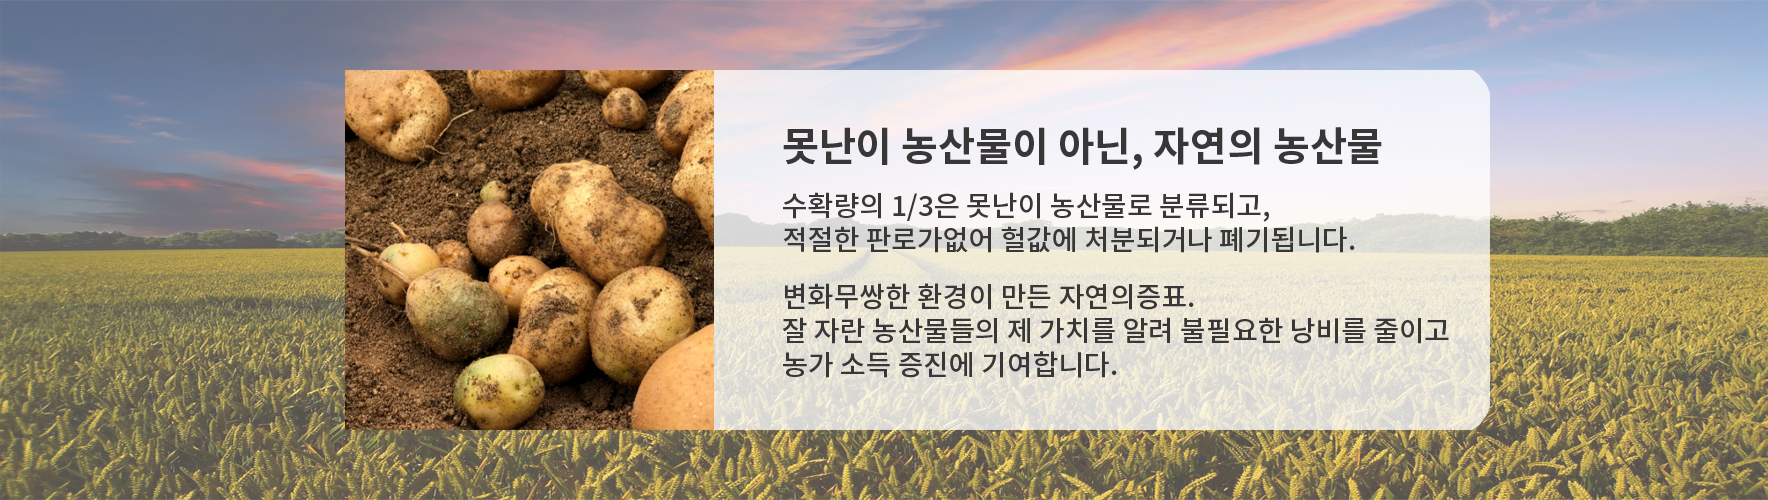 못난이 농산물이 아닌, 자연의 농산물
수확량의 1/3은 못난이 농산물로 분류되고,
적절한 판로가없어 헐값에 처분되거나 폐기됩니다.
변화무쌍한 환경이 만든 자연의증표.
잘 자란 농산물들의 제 가치를 알려 불필요한 낭비를 줄이고
농가 소득 증진에 기여합니다.